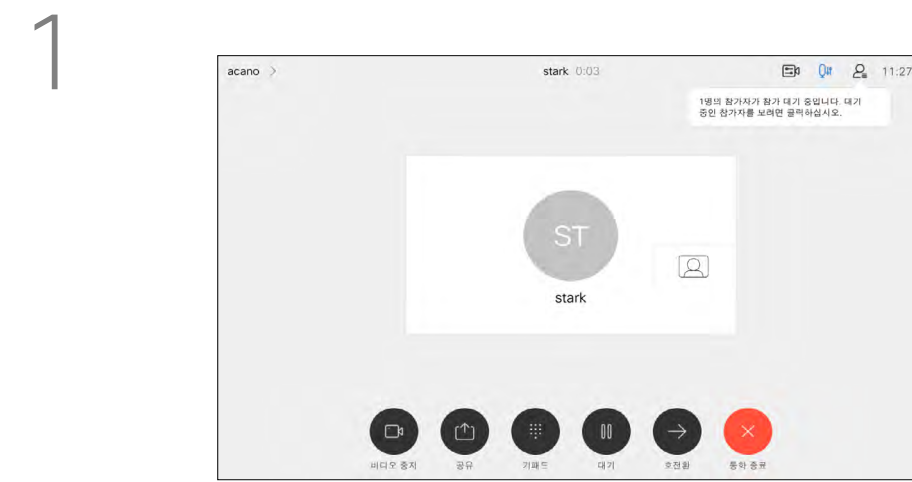 1
acano >
stark 0:03
11:27
1명의 참가자가 참가 대기 중입니다. 대기
중인 참가자를 보려면 클릭하십시오.
ST
stark
비디오 중지
공유
키패드
대기
호전환
통화 종료